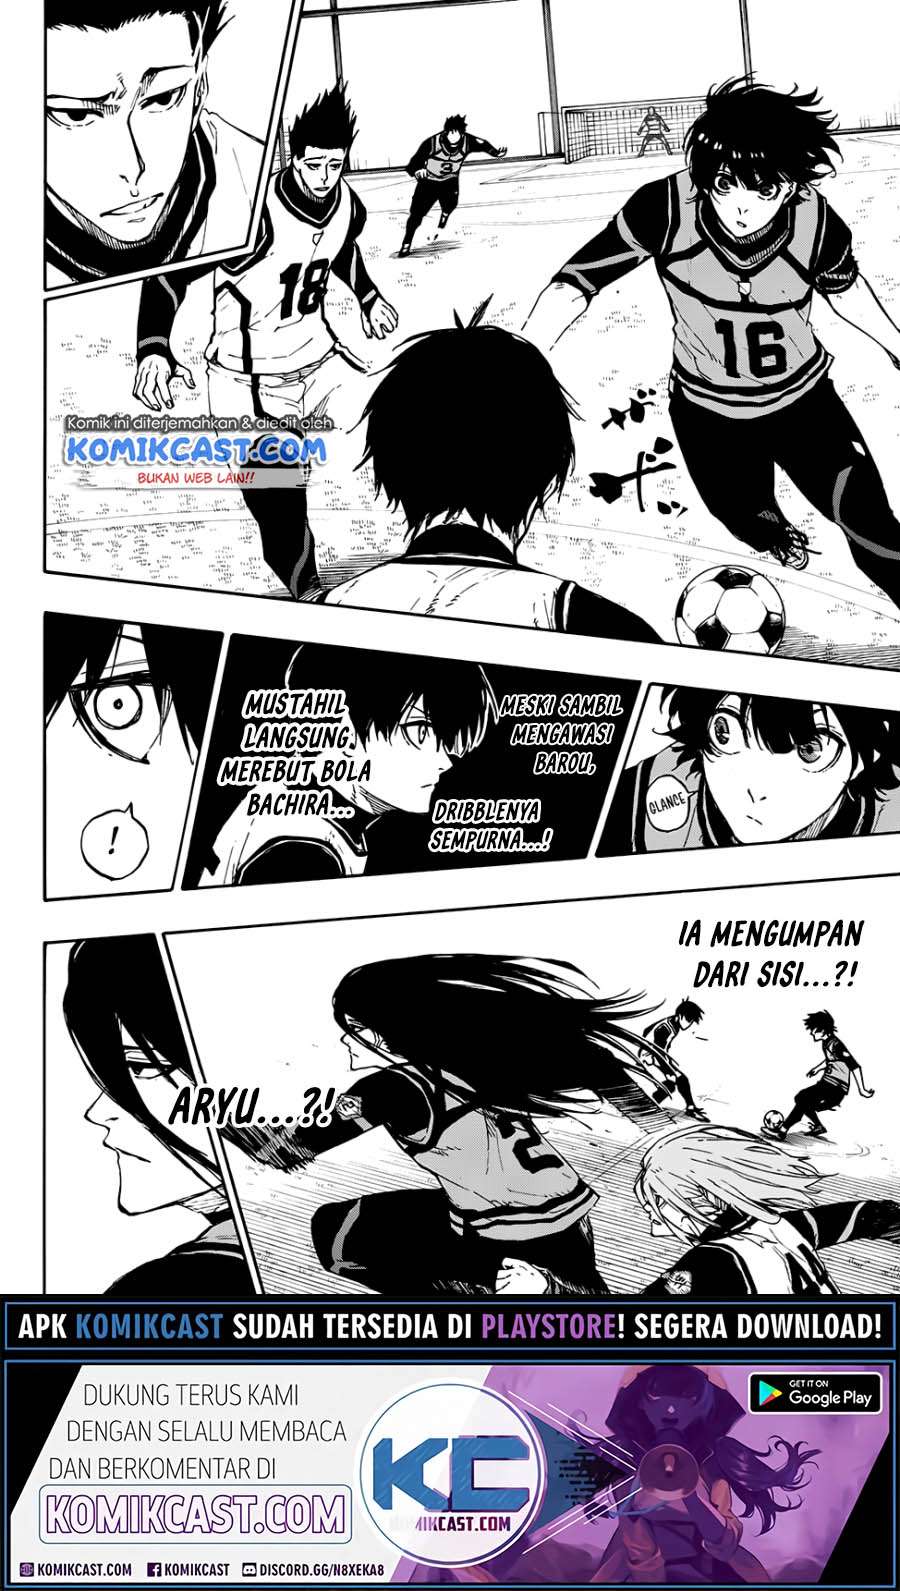 3
18
16
Komik ini diterjemahkan & diedit oleh
KOMIKCAST.COM
BUKAN WEB LAIN!!
GLANCE
MESKI SAMBIL
MENGAWASI
BAROU,
DRIBBLENYA
SEMPURNA...!
MUSTAHIL
LANGSUNG
MEREBUT BOLA
BACHIRA...
!
IA MENGUMPAN
DARI SISI...?!
ARYU...?!
2
APK KOMIKCAST SUDAH TERSEDIA DI PLAYSTORE! SEGERA DOWNLOAD!
DUKUNG TERUS KAMI
DENGAN SELALU MEMBACA
DAN BERKOMENTAR DI
KOMIKCAST.COM
KC
KOMIKCAST.COM
GET IT ON
Google Play
KOMIKCAST.COM KOMIKCAST DISCORD.GG/N8XEKA8